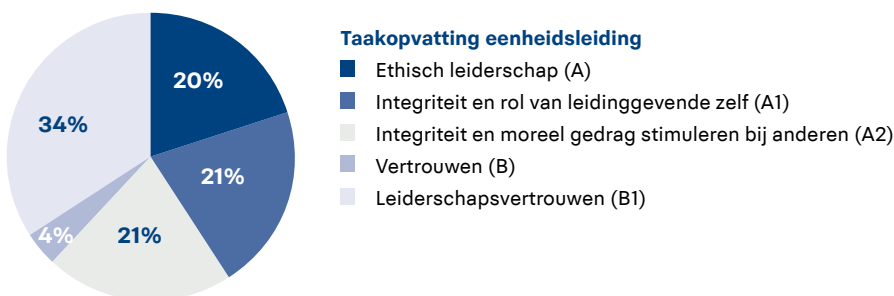 Taakopvatting eenheidsleiding
Ethisch leiderschap (A)
Integriteit en rol van leidinggevende zelf (A1)
Integriteit en moreel gedrag stimuleren bij anderen (A2)
Vertrouwen (B)
Leiderschapsvertrouwen (B1)
20%
21%
21%
4%
34%